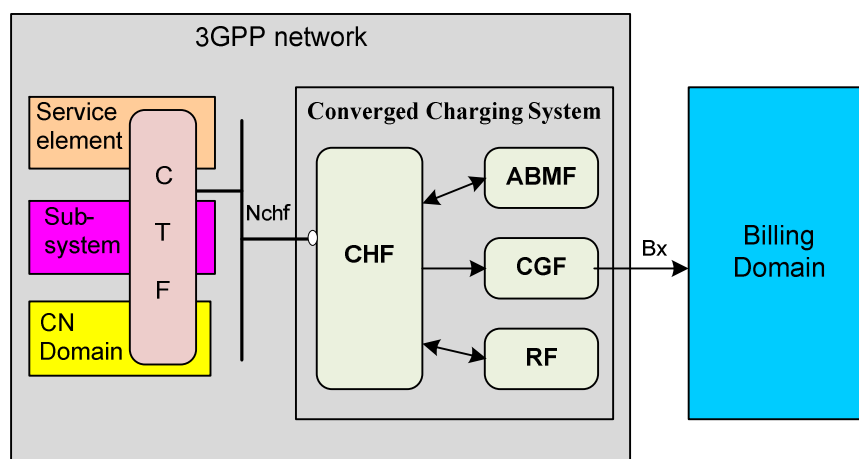 3GPP network
Service
element
Sub-
system
CN
Domain
C
T
F
Nchf
Converged Charging System
CHF
ABMF
CGF
RF
Bx
Billing
Domain